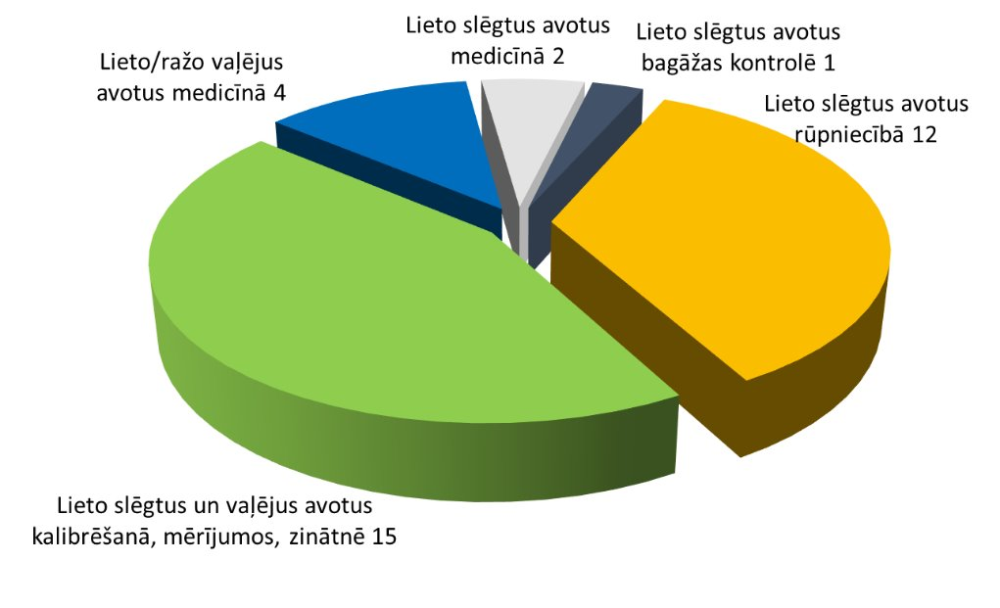 Lieto slēgtus avotus
medicīnā 2
Lieto slēgtus avotus
bagāžas kontrolē 1
Lieto/ražo vaļējus
avotus medicīnā 4
Lieto slēgtus avotus
rūpniecībā 12
Lieto slēgtus un vaļējus avotus
kalibrēšanā, mērījumos, zinātnē 15